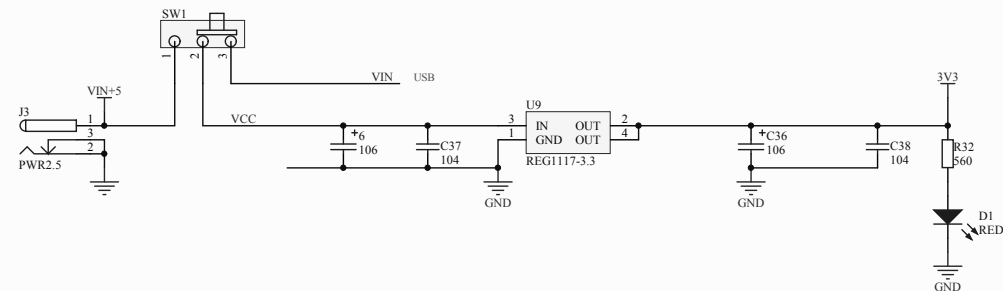 SW1
1
2
3
VIN
USB
VIN+5
J3
1
3
2
PWR2.5
VCC
+6
106
C37
104
U9
3
IN
OUT
2
1
GND
OUT
4
REG1117-3.3
GND
+C36
106
GND
C38
104
3V3
R32
560
D1
RED
GND